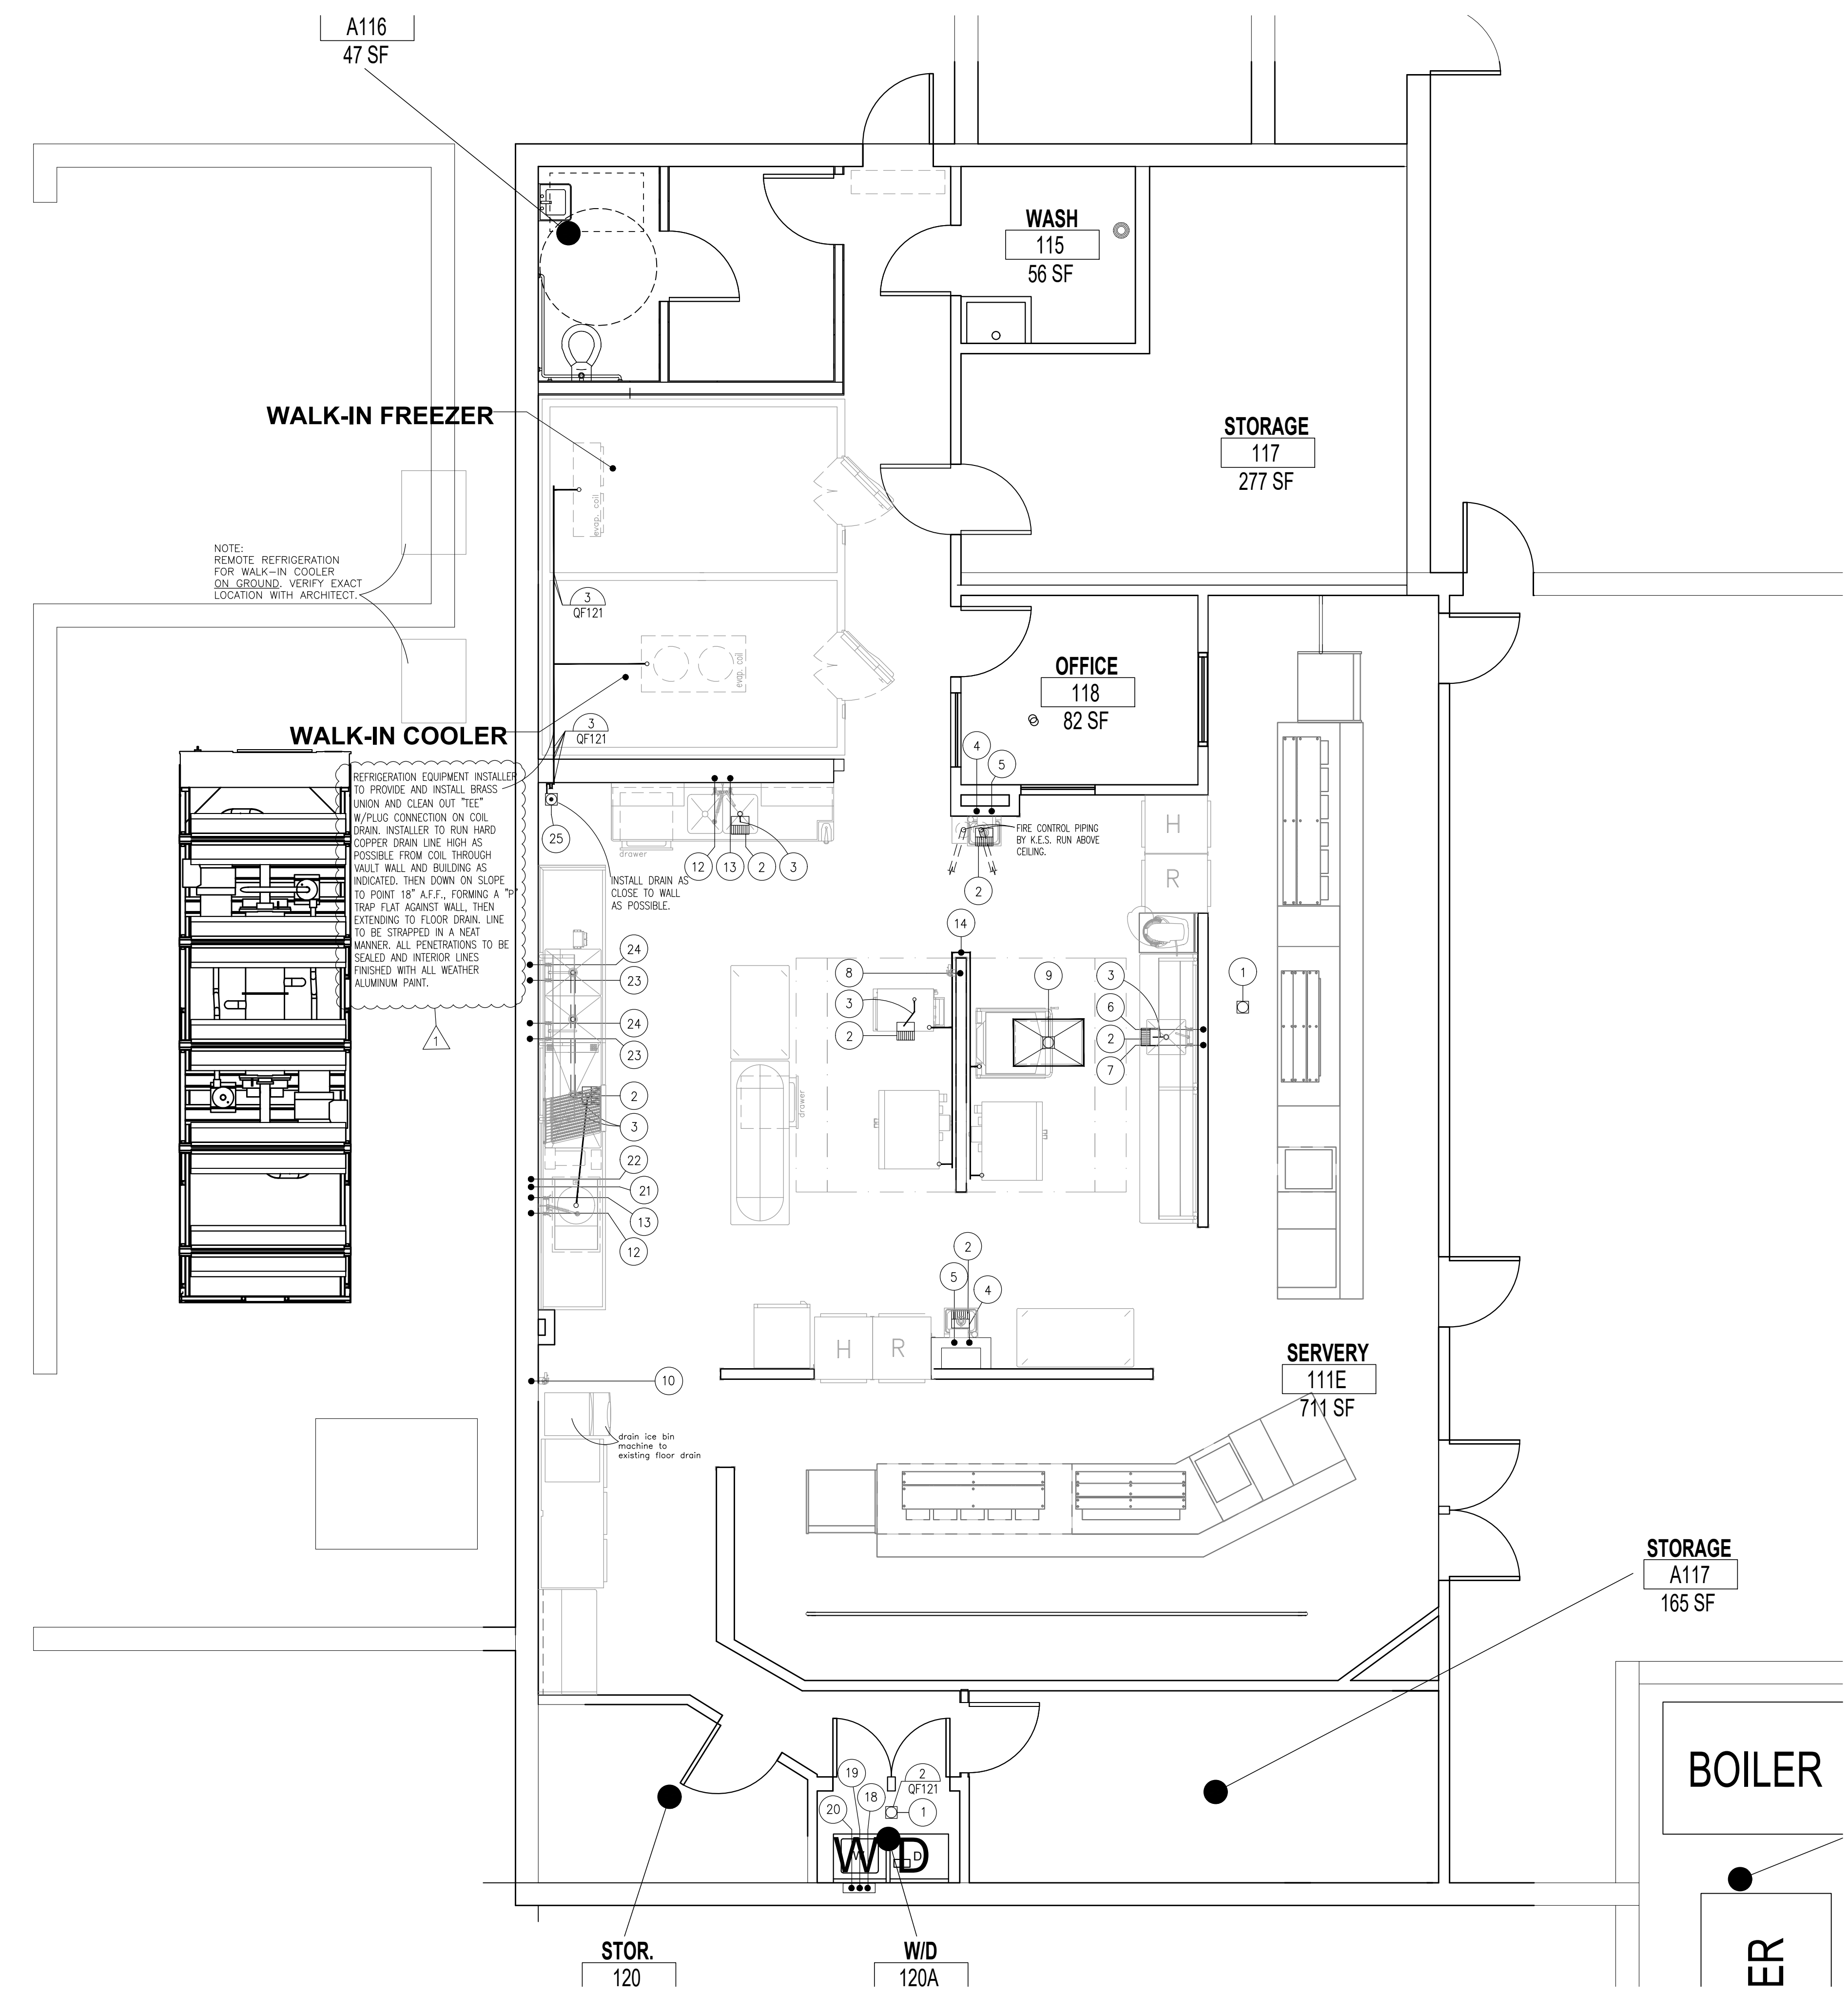 A116
47 SF
WASH
115
56 SF
WALK-IN FREEZER
STORAGE
117
277 SF
evap. coil
NOTE:
REMOTE REFRIGERATION
FOR WALK-IN COOLER
ON GROUND. VERIFY EXACT
LOCATION WITH ARCHITECT.
3
QF121
evap. coil
OFFICE
118
82 SF
WALK-IN COOLER
3
QF121
4
5
REFRIGERATION EQUIPMENT INSTALLER
TO PROVIDE AND INSTALL BRASS
UNION AND CLEAN OUT "TEE"
W/PLUG CONNECTION ON COIL
DRAIN. INSTALLER TO RUN HARD
COPPER DRAIN LINE HIGH AS
POSSIBLE FROM COIL THROUGH
VAULT WALL AND BUILDING AS
INDICATED. THEN DOWN ON SLOPE
TO POINT 18" A.F.F., FORMING A "P"
TRAP FLAT AGAINST WALL, THEN
EXTENDING TO FLOOR DRAIN. LINE
TO BE STRAPPED IN A NEAT
MANNER. ALL PENETRATIONS TO BE
SEALED AND INTERIOR LINES
FINISHED WITH ALL WEATHER
ALUMINUM PAINT.
1
25
drawer
12
13
2
3
INSTALL DRAIN AS
CLOSE TO WALL
AS POSSIBLE.
FIRE CONTROL PIPING
BY K.E.S. RUN ABOVE
CEILING.
2
H
R
14
24
23
24
23
8
3
2
9
3
6
2
7
1
2
3
drawer
22
21
13
12
2
5
4
H
R
10
SERVERY
111E
711 SF
drain ice bin
machine to
existing floor drain
STORAGE
A117
165 SF
BOILER
19
2
QF121
20
18
1
W
D
W
D
STOR.
120
W/D
120A
ER